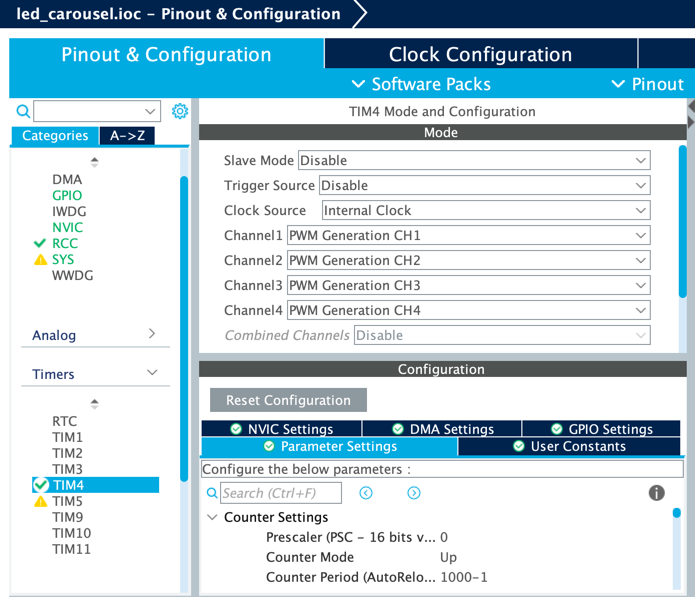 led_carousel.ioc – Pinout & Configuration
Pinout & Configuration
Clock Configuration
Software Packs
Pinout
Categories
A->Z
DMA
GPIO
IWDG
NVIC
RCC
SYS
WWDG
Analog
Timers
RTC
TIM1
TIM2
TIM3
TIM4
TIM5
TIM9
TIM10
TIM11
TIM4 Mode and Configuration
Mode
Slave Mode Disable
Trigger Source Disable
Clock Source Internal Clock
Channel1 PWM Generation CH1
Channel2 PWM Generation CH2
Channel3 PWM Generation CH3
Channel4 PWM Generation CH4
Combined Channels Disable
Configuration
Reset Configuration
NVIC Settings
DMA Settings
GPIO Settings
Parameter Settings
User Constants
Configure the below parameters :
Search (Ctrl+F)
Counter Settings
Prescaler (PSC – 16 bits v... 0
Counter Mode Up
Counter Period (AutoRelo... 1000-1